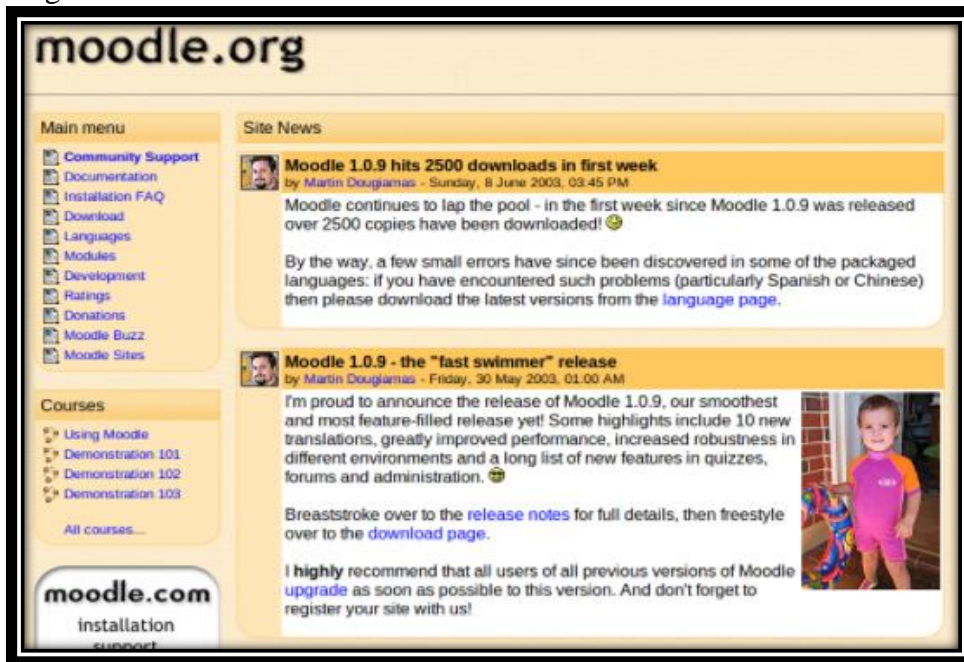 moodle.org
Main menu
Community Support
Documentation
Installation FAQ
Download
Languages
Modules
Development
Ratings
Donations
Moodle Buzz
Moodle Sites
Courses
Using Moodle
Demonstration 101
Demonstration 102
Demonstration 103
All courses...
moodle.com
installation
support
Site News
Moodle 1.0.9 hits 2500 downloads in first week
by Martin Dougiamas - Sunday, 8 June 2003, 03:45 PM
Moodle continues to lap the pool - in the first week since Moodle 1.0.9 was released
over 2500 copies have been downloaded!
By the way, a few small errors have since been discovered in some of the packaged
languages: if you have encountered such problems (particularly Spanish or Chinese)
then please download the latest versions from the language page.
Moodle 1.0.9 - the "fast swimmer" release
by Martin Dougiamas - Friday, 30 May 2003, 01:00 AM
I'm proud to announce the release of Moodle 1.0.9, our smoothest
and most feature-filled release yet! Some highlights include 10 new
translations, greatly improved performance, increased robustness in
different environments and a long list of new features in quizzes,
forums and administration.
Breaststroke over to the release notes for full details, then freestyle
over to the download page.
I highly recommend that all users of all previous versions of Moodle
upgrade as soon as possible to this version. And don't forget to
register your site with us!